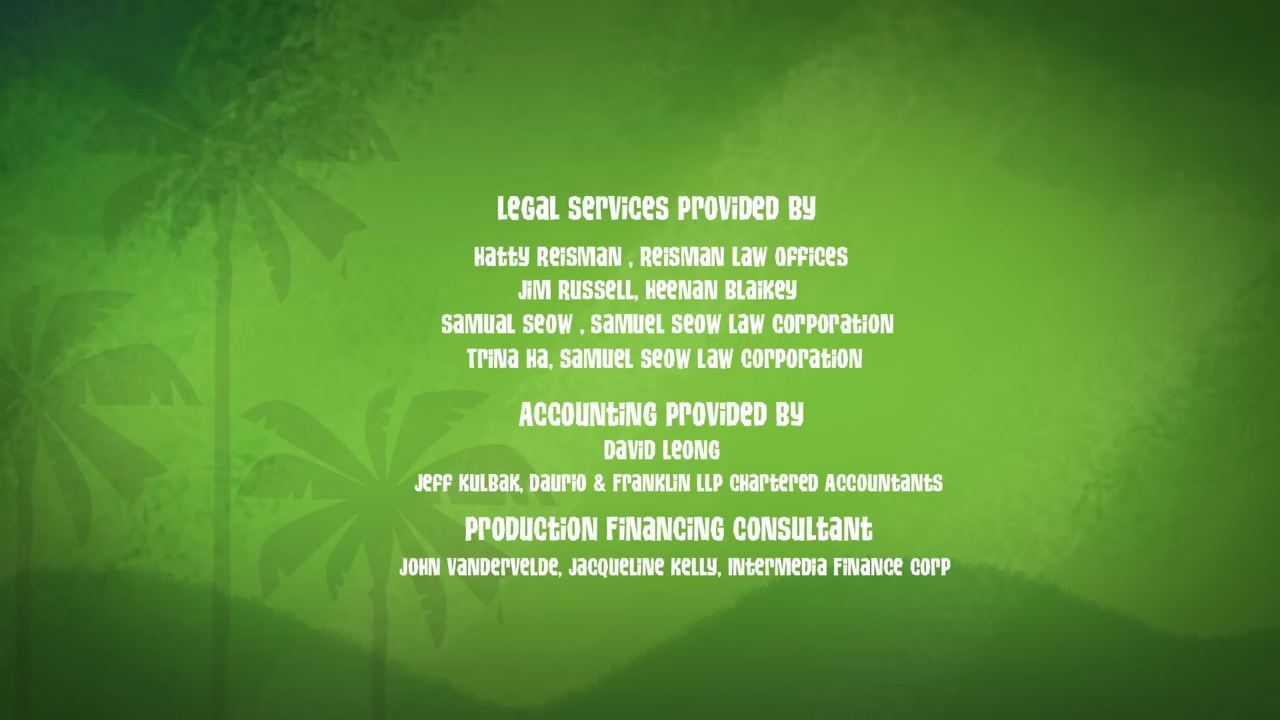 Legal Services Provided By
Hatty Reisman , Reisman Law Offices
Jim Russell, Heenan Blaikey
Samual Seow , Samuel Seow Law Corporation
Trina Ha, Samuel Seow Law Corporation
Accounting Provided By
David Leong
Jeff Kulbak, Daurio & Franklin LLP Chartered Accountants
Production Financing Consultant
John Vandervelde, Jacqueline Kelly, Intermedia Finance Corp